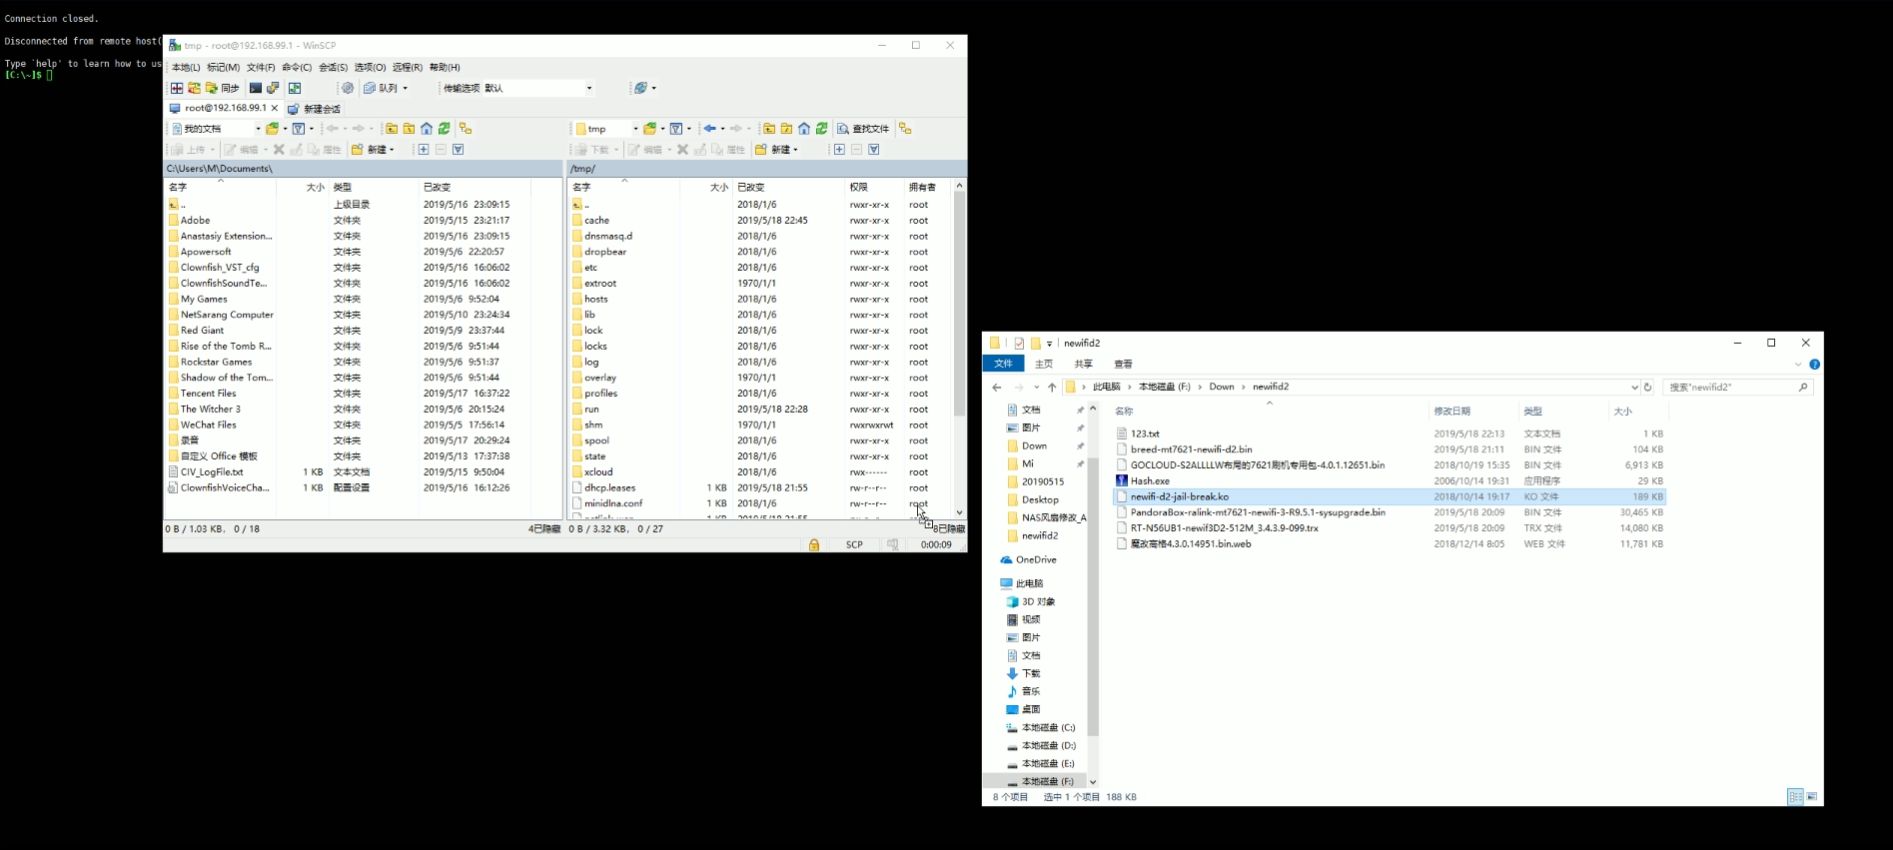 Connection closed.
Disconnected from remote host(
Type `help' to learn how to us
[C:\~]$
tmp - root@192.168.99.1 - WinSCP
本地(L) 标记(M) 文件(F) 命令(C) 会话(S) 选项(O) 远程(R) 帮助(H)
同步 队列 传输选项 默认
root@192.168.99.1 新建会话
我的文档 tmp 查找文件
上传 编辑 属性 新建 下载 编辑 属性 新建
C:\Users\M\Documents\
名字 大小 类型 已改变
.. 上级目录 2019/5/16 23:09:15
Adobe 文件夹 2019/5/15 23:21:17
Anastasiy Extension... 文件夹 2019/5/16 23:09:15
Apowersoft 文件夹 2019/5/6 22:20:57
Clownfish_VST_cfg 文件夹 2019/5/16 16:06:02
ClownfishSoundTe... 文件夹 2019/5/16 16:06:02
My Games 文件夹 2019/5/6 9:52:04
NetSarang Computer 文件夹 2019/5/10 23:24:34
Red Giant 文件夹 2019/5/9 23:37:44
Rise of the Tomb R... 文件夹 2019/5/6 9:51:44
Rockstar Games 文件夹 2019/5/6 9:51:37
Shadow of the Tom... 文件夹 2019/5/6 9:51:44
Tencent Files 文件夹 2019/5/17 16:37:22
The Witcher 3 文件夹 2019/5/6 20:15:24
WeChat Files 文件夹 2019/5/5 17:56:14
录音 文件夹 2019/5/17 20:29:24
自定义 Office 模板 文件夹 2019/5/13 17:37:38
CIV_LogFile.txt 1 KB 文本文档 2019/5/15 9:50:04
ClownfishVoiceCha... 1 KB 配置设置 2019/5/16 16:12:26
0 B / 1.03 KB, 0 / 18 4已隐藏
/tmp/
名字 大小 已改变 权限 拥有者
.. 2018/1/6 rwxr-xr-x root
cache 2019/5/18 22:45 rwxr-xr-x root
dnsmasq.d 2018/1/6 rwxr-xr-x root
dropbear 2018/1/6 rwxr-xr-x root
etc 2018/1/6 rwxr-xr-x root
extroot 1970/1/1 rwxr-xr-x root
hosts 2018/1/6 rwxr-xr-x root
lib 2018/1/6 rwxr-xr-x root
lock 2018/1/6 rwxr-xr-x root
locks 2018/1/6 rwxr-xr-x root
log 2018/1/6 rwxr-xr-x root
overlay 1970/1/1 rwxr-xr-x root
profiles 2018/1/6 rwxr-xr-x root
run 2019/5/18 22:28 rwxr-xr-x root
shm 1970/1/1 rwxrwxrwt root
spool 2018/1/6 rwxr-xr-x root
state 2018/1/6 rwxr-xr-x root
xcloud 2018/1/6 rwx------ root
dhcp.leases 1 KB 2019/5/18 21:55 rw-r--r-- root
minidlna.conf 1 KB 2018/1/6 rw-r--r-- root
0 B / 3.32 KB, 0 / 27 8已隐藏
SCP 0:00:09
newifid2
文件 主页 共享 查看
此电脑 本地磁盘 (F:) Down newifid2 搜索"newifid2"
文档
图片
Down
Mi
20190515
Desktop
NAS风扇修改_A
newifid2
OneDrive
此电脑
3D 对象
视频
图片
文档
下载
音乐
桌面
本地磁盘 (C:)
本地磁盘 (D:)
本地磁盘 (E:)
本地磁盘 (F:)
名称 修改日期 类型 大小
123.txt 2019/5/18 22:13 文本文档 1 KB
breed-mt7621-newifi-d2.bin 2019/5/18 21:11 BIN 文件 104 KB
GOCLOUD-S2ALLLLW布局的7621刷机专用包-4.0.1.12651.bin 2018/10/19 15:35 BIN 文件 6,913 KB
Hash.exe 2006/10/14 19:31 应用程序 29 KB
newifi-d2-jail-break.ko 2018/10/14 19:17 KO 文件 189 KB
PandoraBox-ralink-mt7621-newifi-3-R9.5.1-sysupgrade.bin 2019/5/18 20:09 BIN 文件 30,465 KB
RT-N56UB1-newif3D2-512M_3.4.3.9-099.trx 2019/5/18 20:09 TRX 文件 14,080 KB
魔改高格4.3.0.14951.bin.web 2018/12/14 8:05 WEB 文件 11,781 KB
8 个项目 选中 1 个项目 188 KB